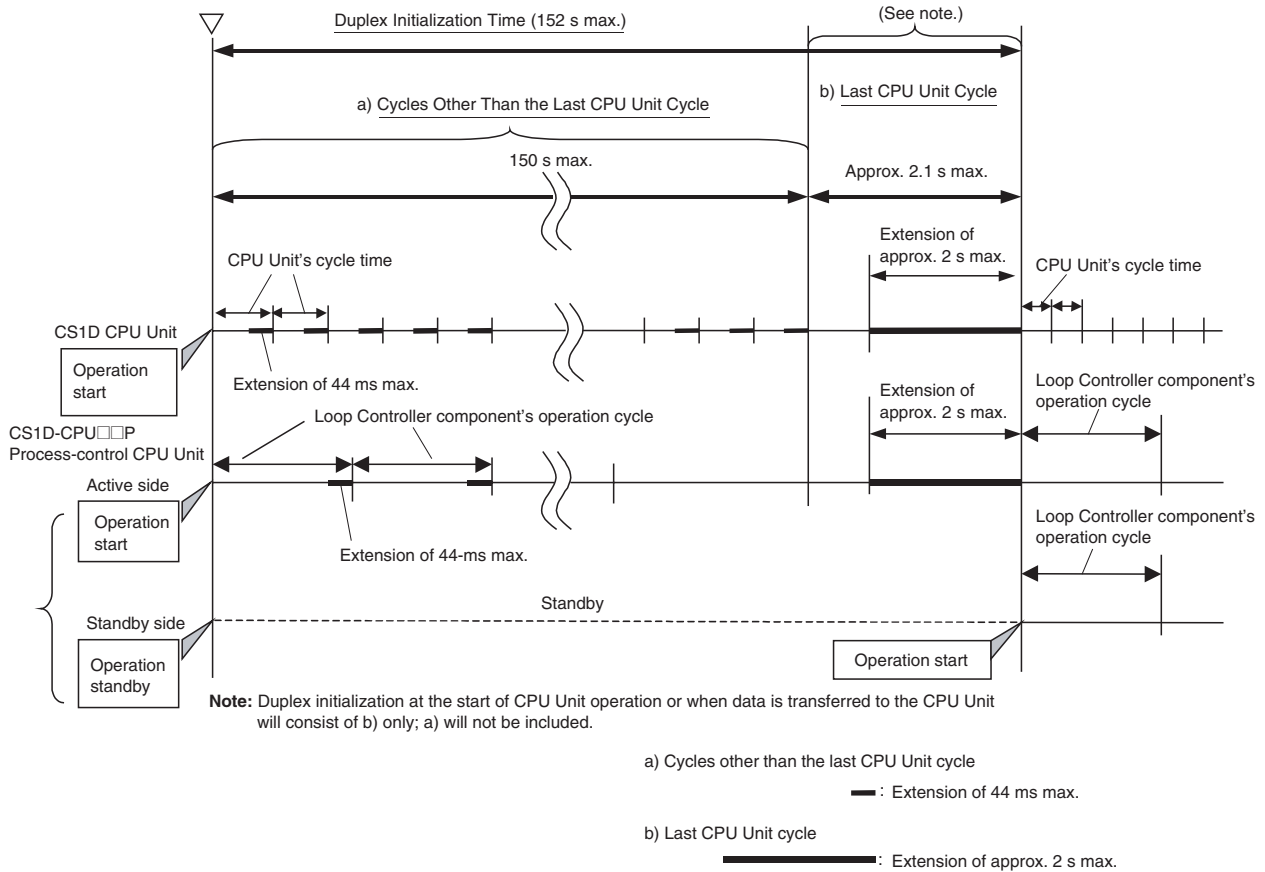 Duplex Initialization Time (152 s max.)
(See note.)
a) Cycles Other Than the Last CPU Unit Cycle
b) Last CPU Unit Cycle
150 s max.
Approx. 2.1 s max.
CPU Unit's cycle time
Extension of
approx. 2 s max.
CPU Unit's cycle time
CS1D CPU Unit
Operation
start
Extension of 44 ms max.
CS1D-CPU□□P
Process-control CPU Unit
Loop Controller component's operation cycle
Extension of
approx. 2 s max.
Loop Controller component's
operation cycle
Active side
Operation
start
Extension of 44-ms max.
Loop Controller component's
operation cycle
Standby side
Standby
Operation
standby
Operation start
Note: Duplex initialization at the start of CPU Unit operation or when data is transferred to the CPU Unit
will consist of b) only; a) will not be included.
a) Cycles other than the last CPU Unit cycle
: Extension of 44 ms max.
b) Last CPU Unit cycle
: Extension of approx. 2 s max.